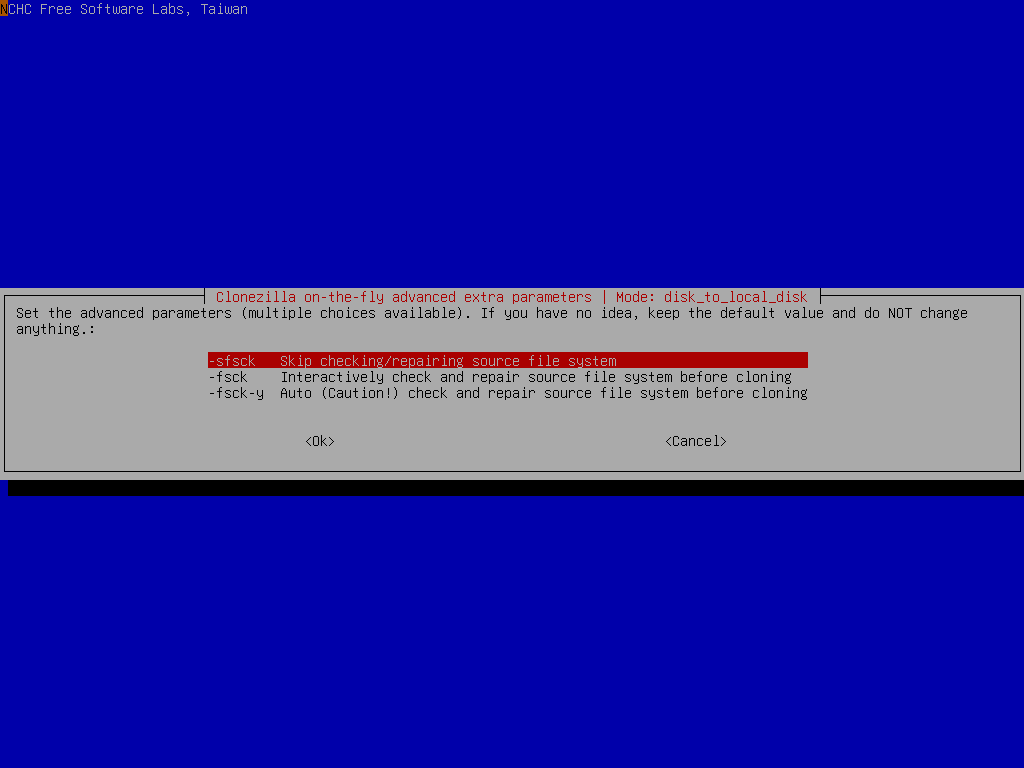 NCHC Free Software Labs, Taiwan
Clonezilla on-the-fly advanced extra parameters | Mode: disk_to_local_disk
Set the advanced parameters (multiple choices available). If you have no idea, keep the default value and do NOT change
anything.:
-sfsck Skip checking/repairing source file system
-fsck Interactively check and repair source file system before cloning
-fsck-y Auto (Caution!) check and repair source file system before cloning
<Ok> <Cancel>